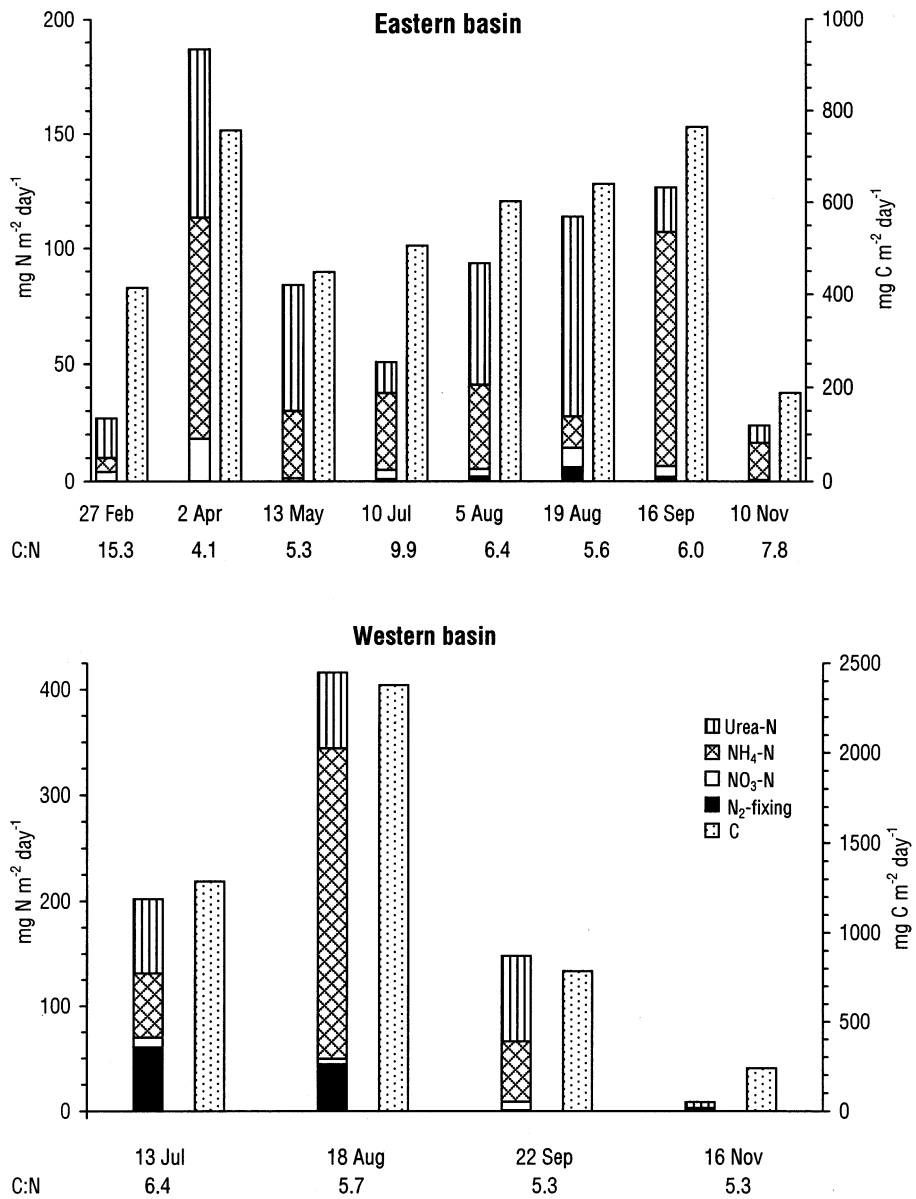 Eastern basin
200
150
100
50
0
mg N m⁻² day⁻¹
1000
800
600
400
200
0
mg C m⁻² day⁻¹
27 Feb 2 Apr 13 May 10 Jul 5 Aug 19 Aug 16 Sep 10 Nov
C:N 15.3 4.1 5.3 9.9 6.4 5.6 6.0 7.8
Western basin
400
300
200
100
0
mg N m⁻² day⁻¹
2500
2000
1500
1000
500
0
mg C m⁻² day⁻¹
Urea-N
NH₄-N
NO₃-N
N₂-fixing
C
13 Jul 18 Aug 22 Sep 16 Nov
C:N 6.4 5.7 5.3 5.3